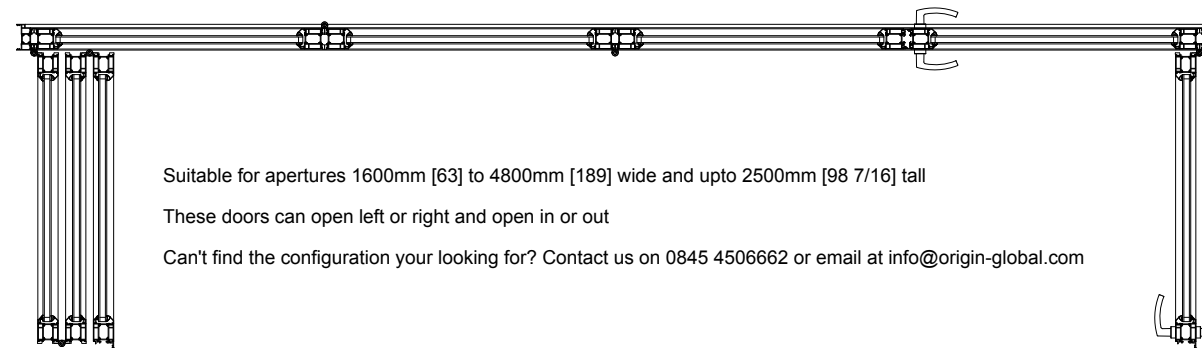 Suitable for apertures 1600mm [63] to 4800mm [189] wide and upto 2500mm [98 7/16] tall
These doors can open left or right and open in or out
Can't find the configuration your looking for? Contact us on 0845 4506662 or email at info@origin-global.com